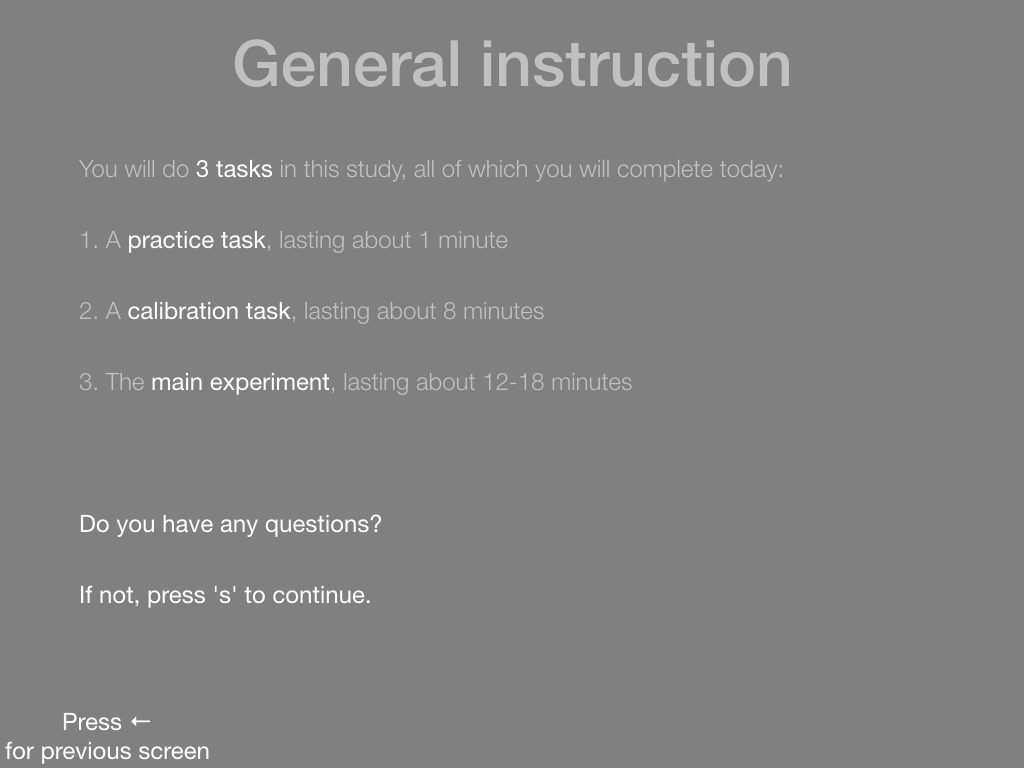 General instruction
You will do 3 tasks in this study, all of which you will complete today:
1. A practice task, lasting about 1 minute
2. A calibration task, lasting about 8 minutes
3. The main experiment, lasting about 12-18 minutes
Do you have any questions?
If not, press 's' to continue.
Press ←
for previous screen